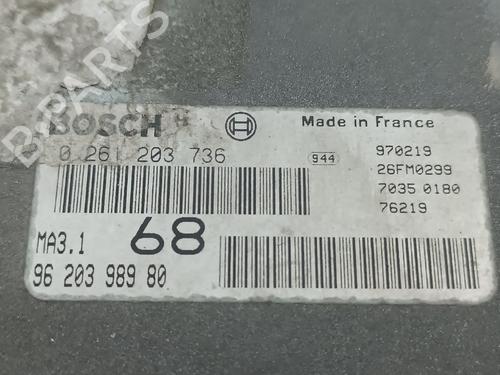 B-PARTS
BOSCH
Made in France
0 261 203 736
944
970219
26FM0299
7035 0180
76219
MA3.1
68
96 203 989 80